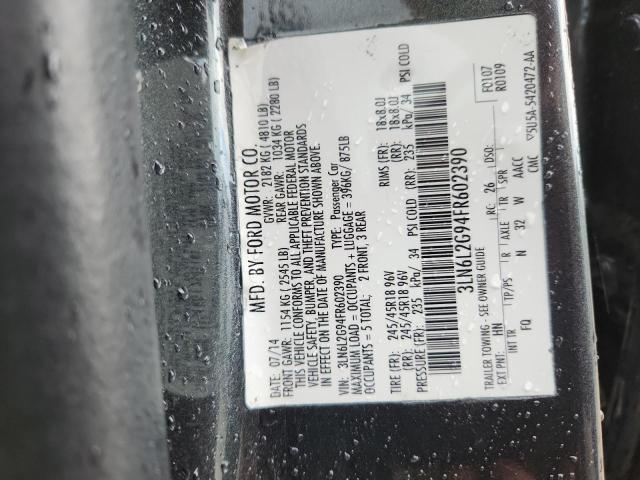 MFD. BY FORD MOTOR CO.
DATE: 07/14 GVWR: 2182 KG ( 4810 LB)
FRONT GAWR: 1154 KG ( 2545 LB) REAR GAWR: 1034 KG ( 2280 LB)
THIS VEHICLE CONFORMS TO ALL APPLICABLE FEDERAL MOTOR
VEHICLE SAFETY, BUMPER, AND THEFT PREVENTION STANDARDS
IN EFFECT ON THE DATE OF MANUFACTURE SHOWN ABOVE.
VIN: 3LN6L2G94FR602390 TYPE: Passenger Car
MAXIMUM LOAD = OCCUPANTS + LUGGAGE = 396KG/ 875LB
OCCUPANTS = 5 TOTAL; 2 FRONT, 3 REAR
TIRE (FR): 245/45R18 96V RIMS (FR): 18x8.0J
(RR): 245/45R18 96V (RR): 18x8.0J
PRESSURE (FR): 235 kPa/ 34 PSI COLD (RR): 235 kPa/ 34 PSI COLD
3LN6L2G94FR602390
TRAILER TOWING - SEE OWNER GUIDE F0107
EXT PNT: HN RC: 26 DSO: R0109
TP/PS R AXLE TR SPR
N 32 W AACC
FQ CMC
5U5A-5420472-AA